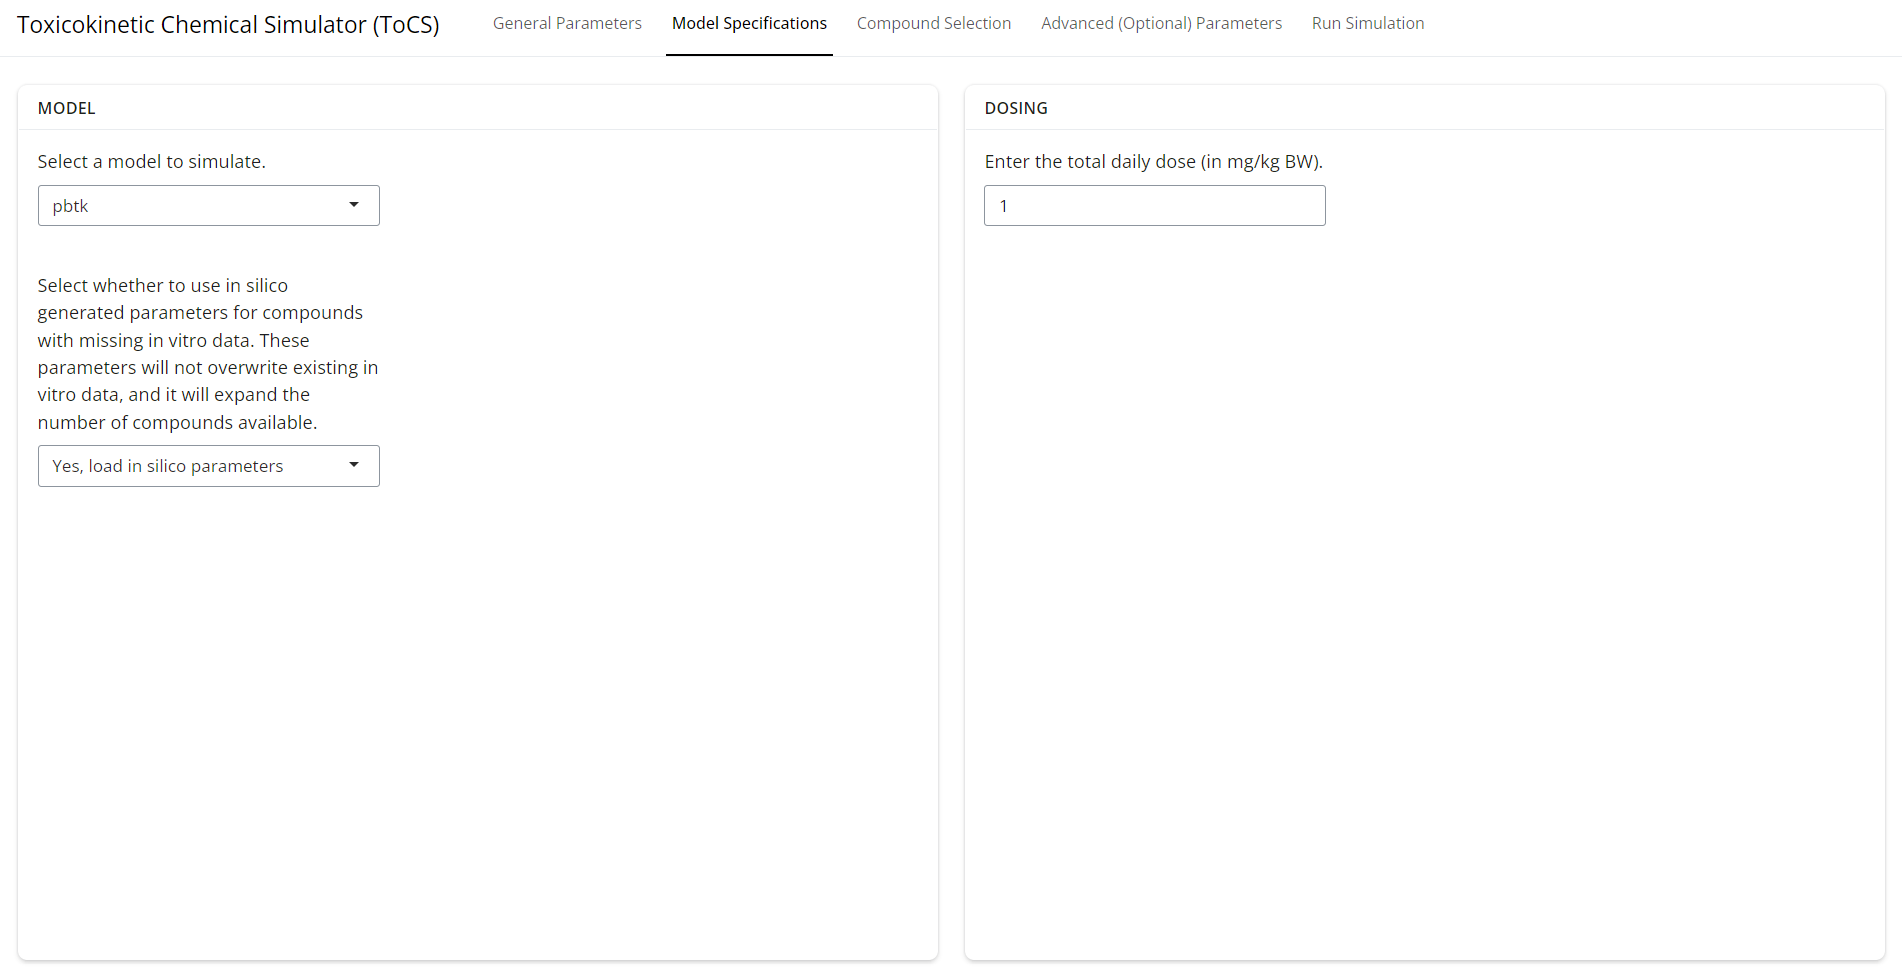 Toxicokinetic Chemical Simulator (ToCS)
General Parameters
Model Specifications
Compound Selection
Advanced (Optional) Parameters
Run Simulation
MODEL
Select a model to simulate.
pbtk
Select whether to use in silico
generated parameters for compounds
with missing in vitro data. These
parameters will not overwrite existing in
vitro data, and it will expand the
number of compounds available.
Yes, load in silico parameters
DOSING
Enter the total daily dose (in mg/kg BW).
1